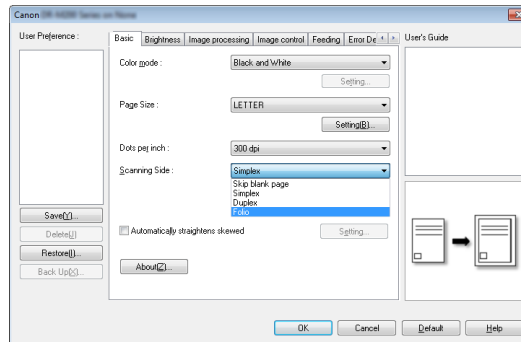 Canon
User Preference :
Basic
Brightness
Image processing
Image control
Feeding
Error De
User's Guide
Color mode :
Black and White
Setting...
Page Size :
LETTER
Setting(B)...
Dots per inch :
300 dpi
Scanning Side :
Simplex
Skip blank page
Simplex
Duplex
Folio
Save(Y)...
Automatically straightens skewed
Setting...
Delete(J)
Restore(I)...
About(Z)...
Back Up(X)...
OK
Cancel
Default
Help